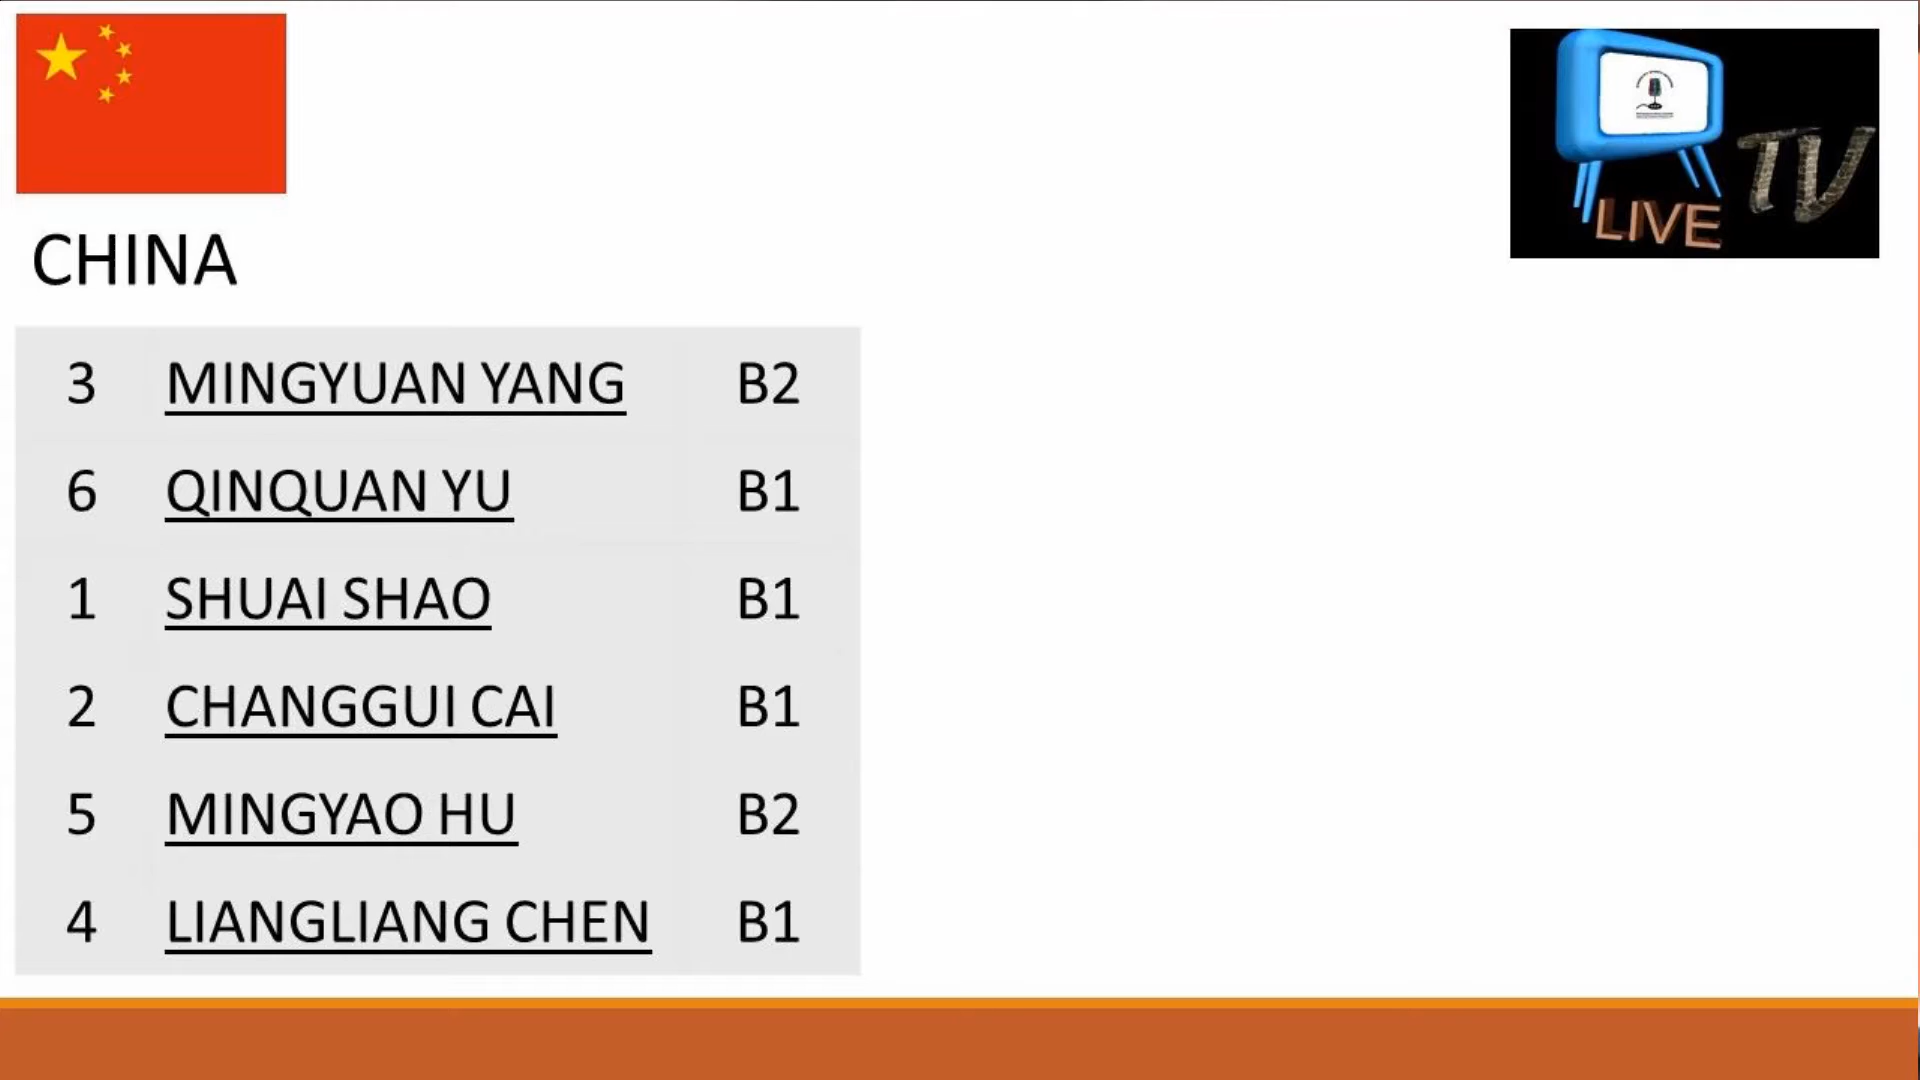 CHINA
3 MINGYUAN YANG B2
6 QINQUAN YU B1
1 SHUAI SHAO B1
2 CHANGGUI CAI B1
5 MINGYAO HU B2
4 LIANGLIANG CHEN B1
LIVE TV